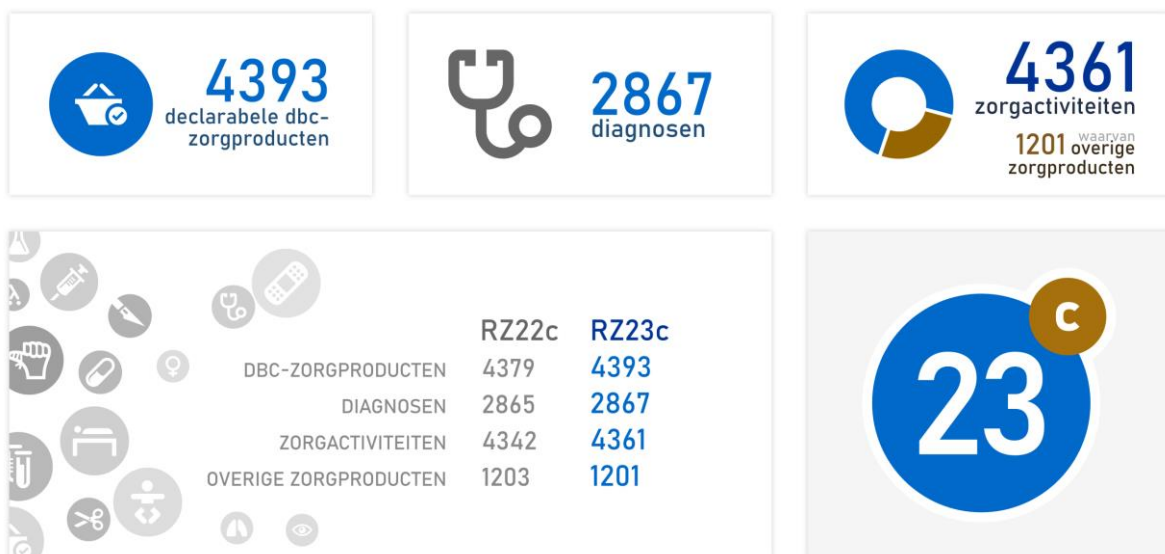 4393
declarabele dbc-
zorgproducten
2867
diagnosen
4361
zorgactiviteiten
waarvan
1201 overige
zorgproducten
RZ22c RZ23c
DBC-ZORGPRODUCTEN 4379 4393
DIAGNOSEN 2865 2867
ZORGACTIVITEITEN 4342 4361
OVERIGE ZORGPRODUCTEN 1203 1201
c
23